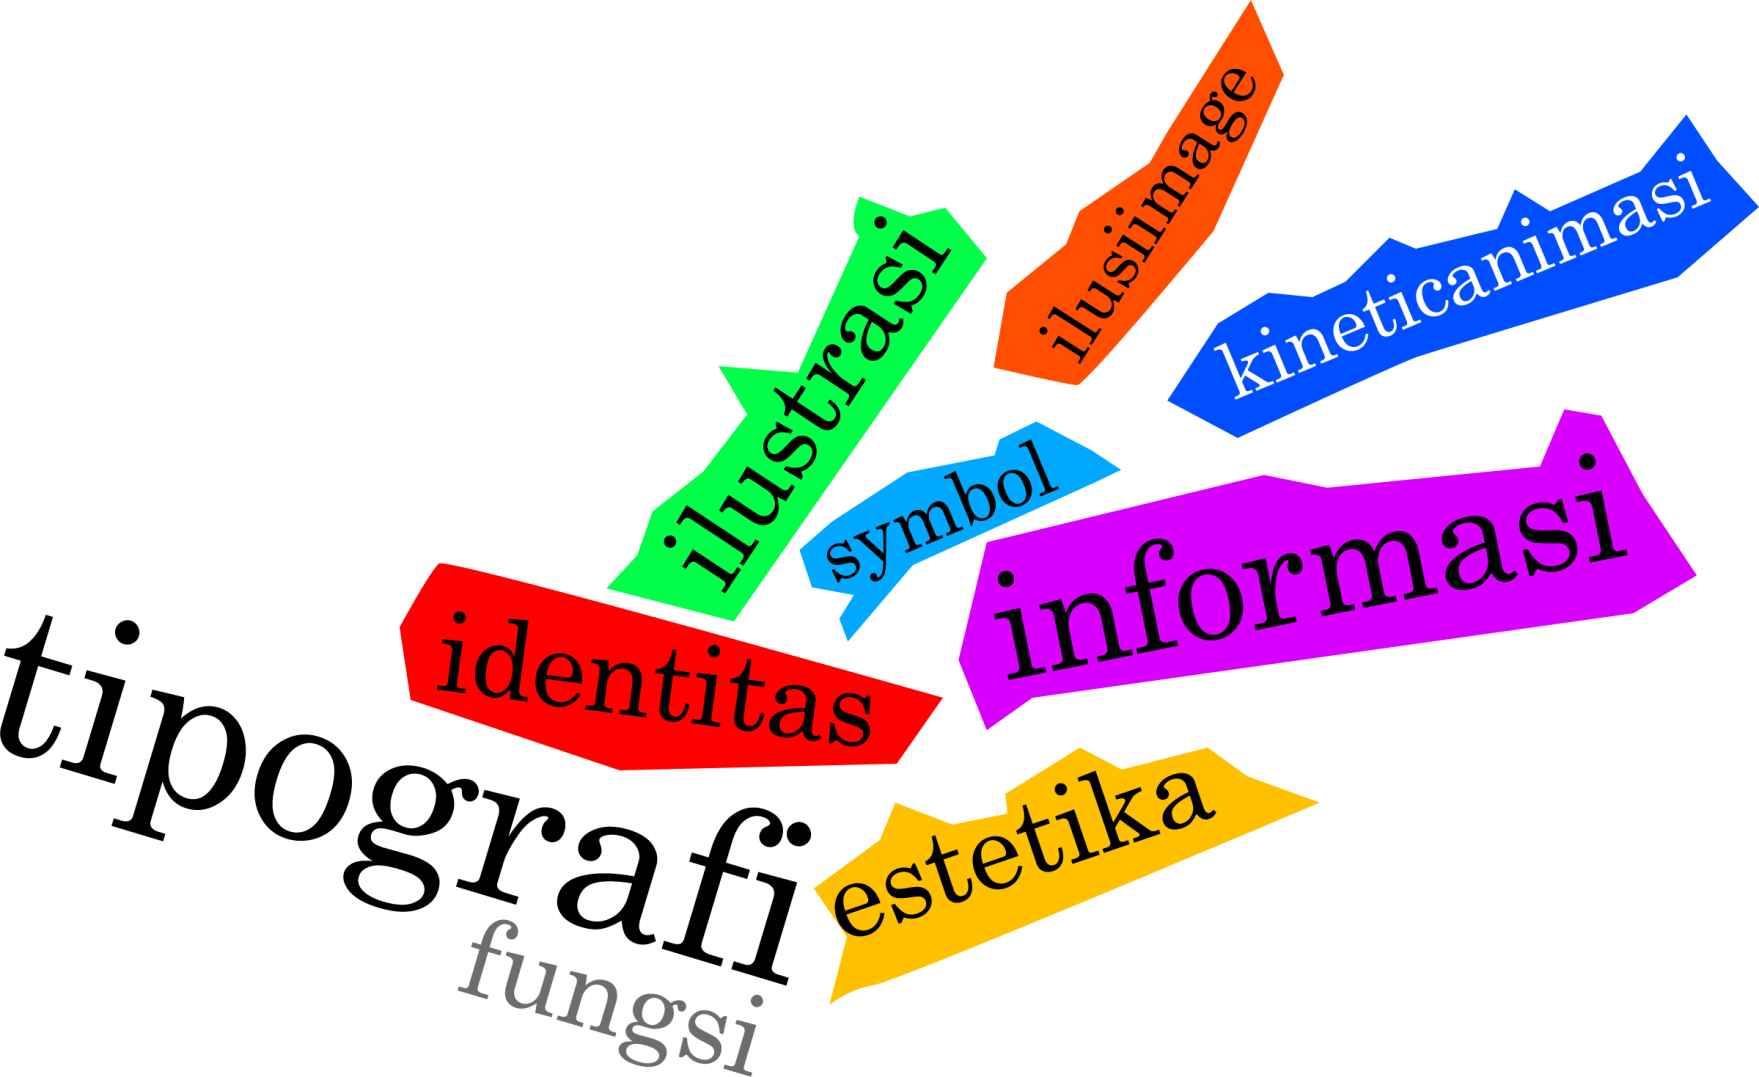 ilusiimage
kineticanimasi
ilustrasi
symbol
informasi
identitas
tipografi
estetika
fungsi